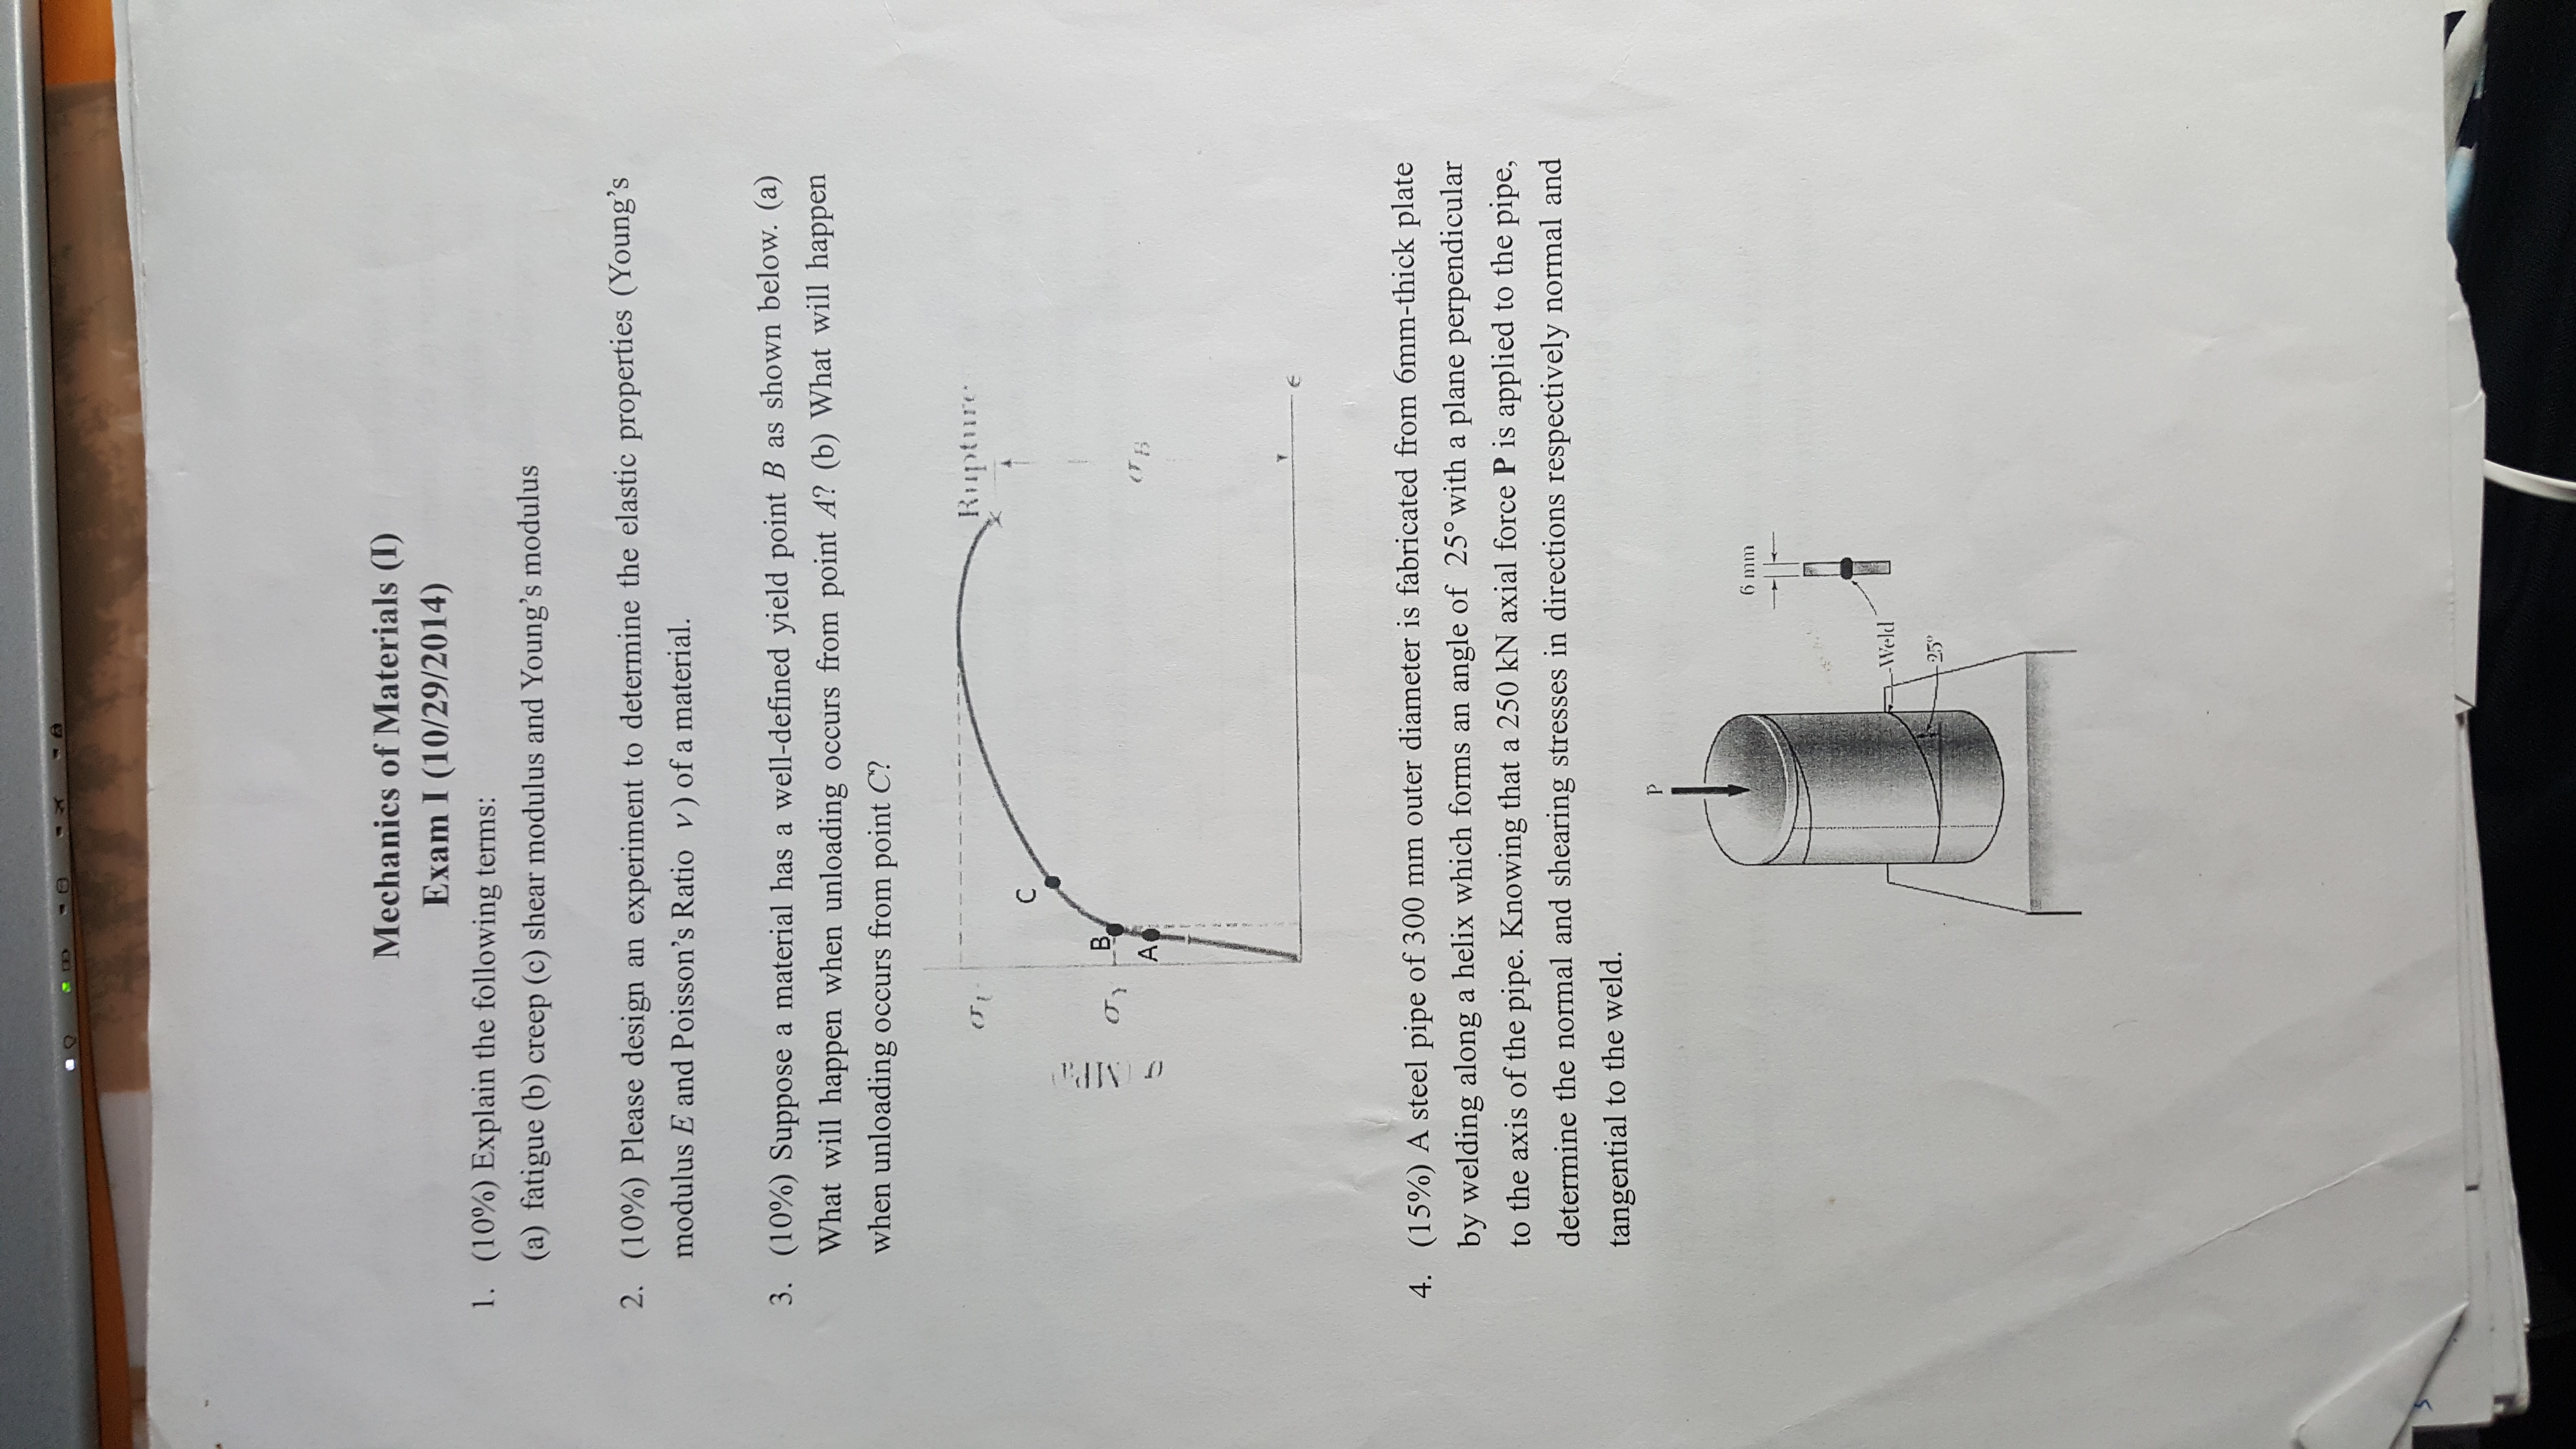 Mechanics of Materials (I)
Exam I (10/29/2014)
1. (10%) Explain the following terms:
(a) fatigue (b) creep (c) shear modulus and Young's modulus
2. (10%) Please design an experiment to determine the elastic properties (Young's
modulus E and Poisson's Ratio ν) of a material.
3. (10%) Suppose a material has a well-defined yield point B as shown below. (a)
What will happen when unloading occurs from point A? (b) What will happen
when unloading occurs from point C?
Rupture
C
B
σY
A
σ (MPa)
σB
ϵ
4. (15%) A steel pipe of 300 mm outer diameter is fabricated from 6mm-thick plate
by welding along a helix which forms an angle of 25° with a plane perpendicular
to the axis of the pipe. Knowing that a 250 kN axial force P is applied to the pipe,
determine the normal and shearing stresses in directions respectively normal and
tangential to the weld.
P
6 mm
Weld
25°